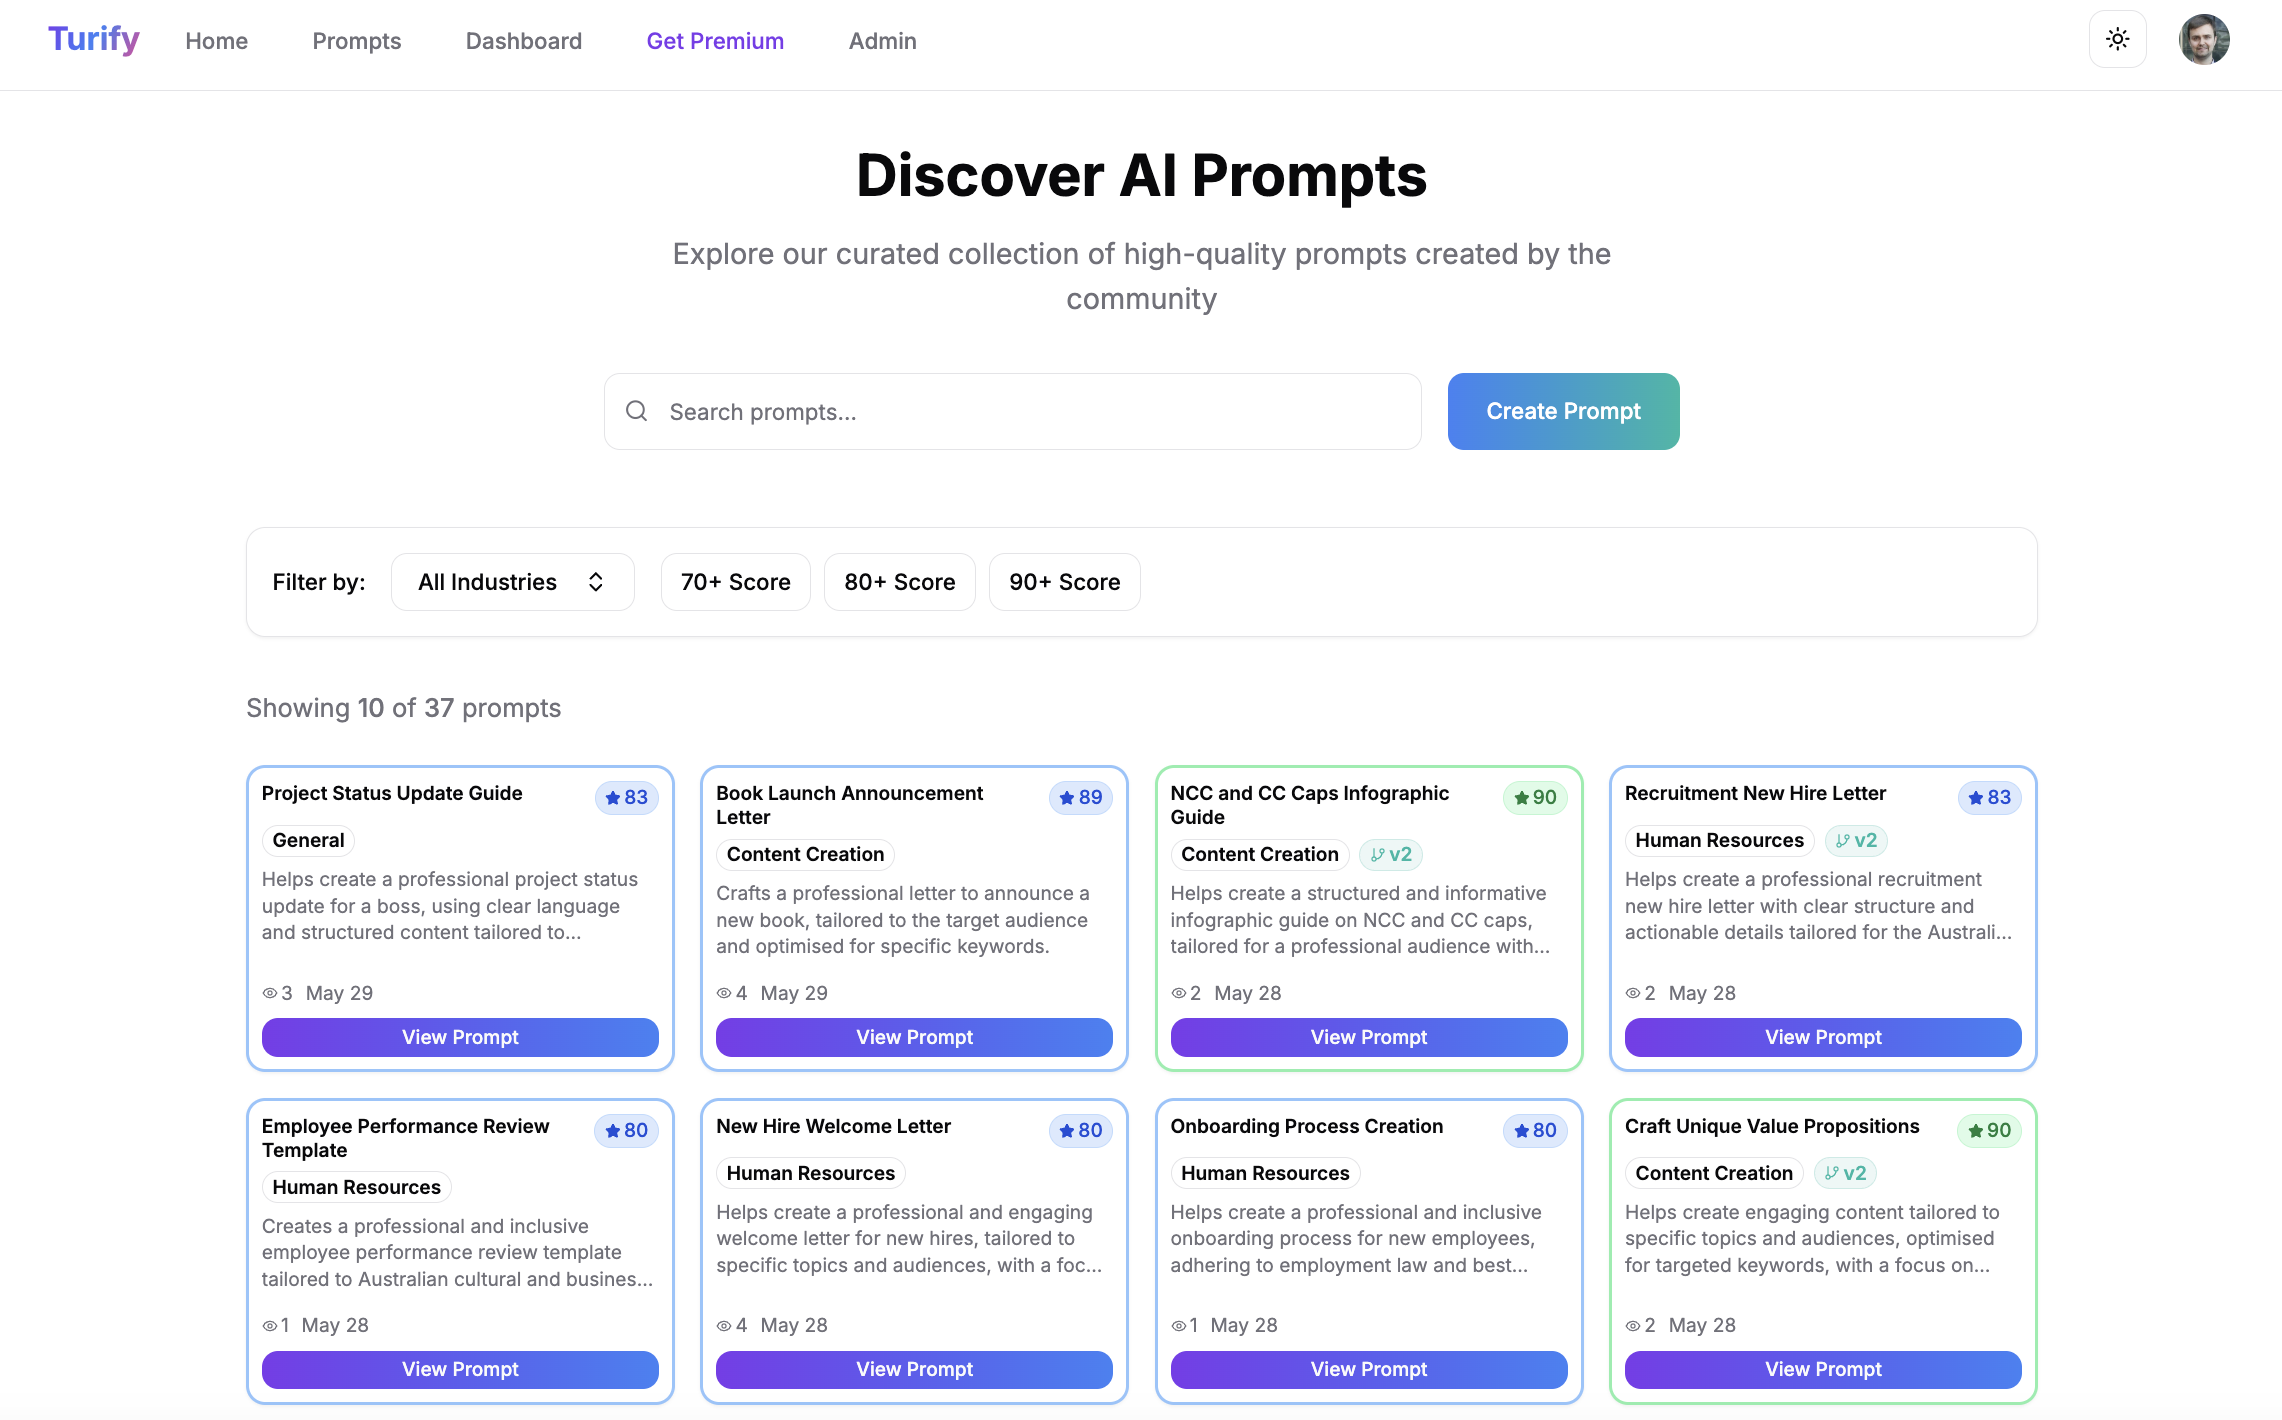 Turify
Home
Prompts
Dashboard
Get Premium
Admin
Discover AI Prompts
Explore our curated collection of high-quality prompts created by the
community
Search prompts...
Create Prompt
Filter by:
All Industries
70+ Score
80+ Score
90+ Score
Showing 10 of 37 prompts
Project Status Update Guide
83
General
Helps create a professional project status
update for a boss, using clear language
and structured content tailored to...
3 May 29
View Prompt
Book Launch Announcement
Letter
89
Content Creation
Crafts a professional letter to announce a
new book, tailored to the target audience
and optimised for specific keywords.
4 May 29
View Prompt
NCC and CC Caps Infographic
Guide
90
Content Creation
v2
Helps create a structured and informative
infographic guide on NCC and CC caps,
tailored for a professional audience with...
2 May 28
View Prompt
Recruitment New Hire Letter
83
Human Resources
v2
Helps create a professional recruitment
new hire letter with clear structure and
actionable details tailored for the Australi...
2 May 28
View Prompt
Employee Performance Review
Template
80
Human Resources
Creates a professional and inclusive
employee performance review template
tailored to Australian cultural and busines...
1 May 28
View Prompt
New Hire Welcome Letter
80
Human Resources
Helps create a professional and engaging
welcome letter for new hires, tailored to
specific topics and audiences, with a foc...
4 May 28
View Prompt
Onboarding Process Creation
80
Human Resources
Helps create a professional and inclusive
onboarding process for new employees,
adhering to employment law and best...
1 May 28
View Prompt
Craft Unique Value Propositions
90
Content Creation
v2
Helps create engaging content tailored to
specific topics and audiences, optimised
for targeted keywords, with a focus on...
2 May 28
View Prompt